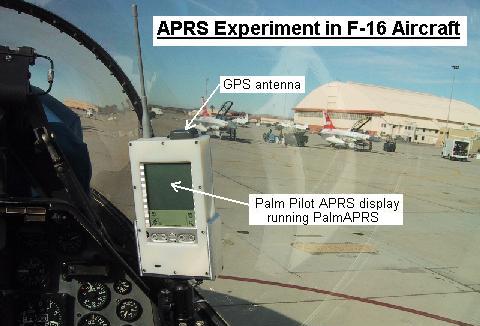 APRS Experiment in F-16 Aircraft
GPS antenna
Palm Pilot APRS display
running PalmAPRS